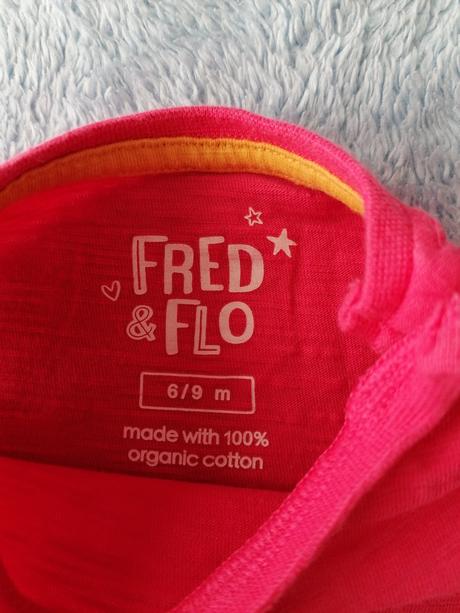 FRED
& FLO
6/9 m
made with 100%
organic cotton